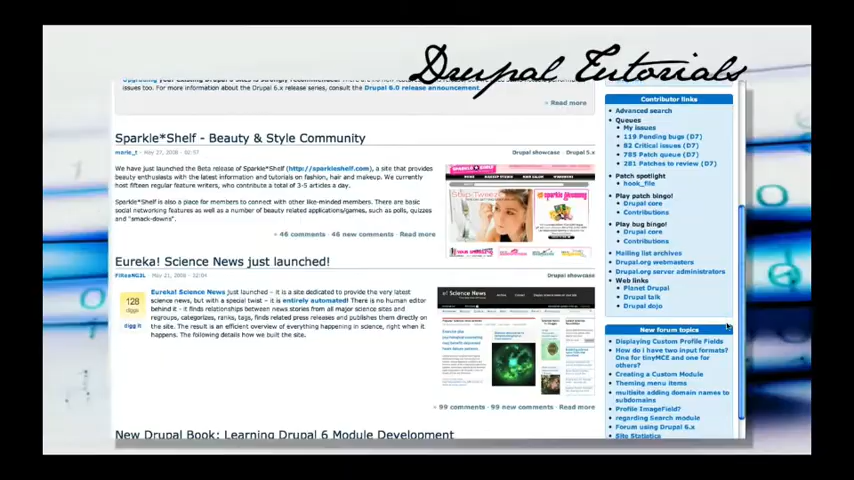 Drupal Tutorials
issues too. For more information about the Drupal 6.x release series, consult the Drupal 6.0 release announcement.
» Read more
Sparkle*Shelf - Beauty & Style Community
May 21, 2008 - 02:57
Drupal showcase Drupal 5.x
We have just launched the Beta release of Sparkle*Shelf (http://sparkleshelf.com), a site that provides
beauty enthusiasts with the latest information and tutorials on fashion, hair and makeup. We currently
host fifteen regular feature writers, who contribute a total of 3-5 articles a day.
Sparkle*Shelf is also a place for members to connect with other like-minded members. There are basic
social networking features as well as a number of beauty related applications/games, such as polls, quizzes
and "smack-downs".
» 46 comments · 46 new comments · Read more
Eureka! Science News just launched!
May 21, 2008 - 02:04
Drupal showcase
128
diggs
digg it
Eureka! Science News just launched – it is a site dedicated to provide the very latest
science news, but with a special twist – it is entirely automated! There is no human editor
behind it – it finds relationships between news stories from all major science sites and
regroups, categorizes, ranks, tags, finds related press releases and publishes them directly on
the site. The result is an efficient overview of everything happening in science, right when it
happens. The following details how we built the site.
» 99 comments · 99 new comments · Read more
New Drupal Book: Learning Drupal 6 Module Development
Contributor links
Advanced search
Queues
My issues
119 Pending bugs (D7)
82 Critical issues (D7)
785 Patch queue (D7)
281 Patches to review (D7)
Patch spotlight
hook_file
Play patch bingo!
Drupal core
Contributions
Play bug bingo!
Drupal core
Contributions
Mailing list archives
Drupal.org webmasters
Drupal.org server administrators
Web links
Planet Drupal
Drupal talk
Drupal dojo
New forum topics
Displaying Custom Profile Fields
How do i have two input formats?
One for tinyMCE and one for
others?
Creating a Custom Module
Theming menu items
multisite adding domain names to
subdomains
Profile ImageField?
regarding Search module
Forum using Drupal 6.x
Site Statistics